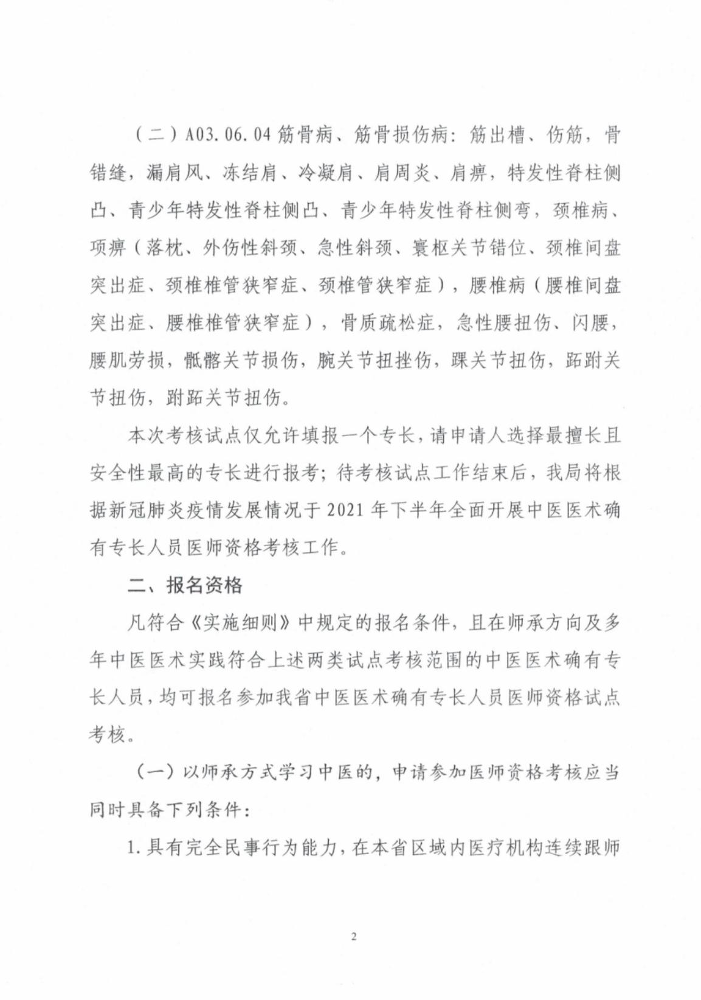 （二）A03.06.04 筋骨病、筋骨损伤病：筋出槽、伤筋，骨
错缝，漏肩风、冻结肩、冷凝肩、肩周炎、肩痹，特发性脊柱侧
凸、青少年特发性脊柱侧凸、青少年特发性脊柱侧弯，颈椎病、
项痹（落枕、外伤性斜颈、急性斜颈、寰枢关节错位、颈椎间盘
突出症、颈椎椎管狭窄症、颈椎管狭窄症），腰椎病（腰椎间盘
突出症、腰椎椎管狭窄症），骨质疏松症，急性腰扭伤、闪腰，
腰肌劳损，骶髂关节损伤，腕关节扭挫伤，踝关节扭伤，跖跗关
节扭伤，跗跖关节扭伤。
本次考核试点仅允许填报一个专长，请申请人选择最擅长且
安全性最高的专长进行报考；待考核试点工作结束后，我局将根
据新冠肺炎疫情发展情况于 2021 年下半年全面开展中医医术确
有专长人员医师资格考核工作。
二、报名资格
凡符合《实施细则》中规定的报名条件，且在师承方向及多
年中医医术实践符合上述两类试点考核范围的中医医术确有专
长人员，均可报名参加我省中医医术确有专长人员医师资格试点
考核。
（一）以师承方式学习中医的，申请参加医师资格考核应当
同时具备下列条件：
1.具有完全民事行为能力，在本省区域内医疗机构连续跟师
2